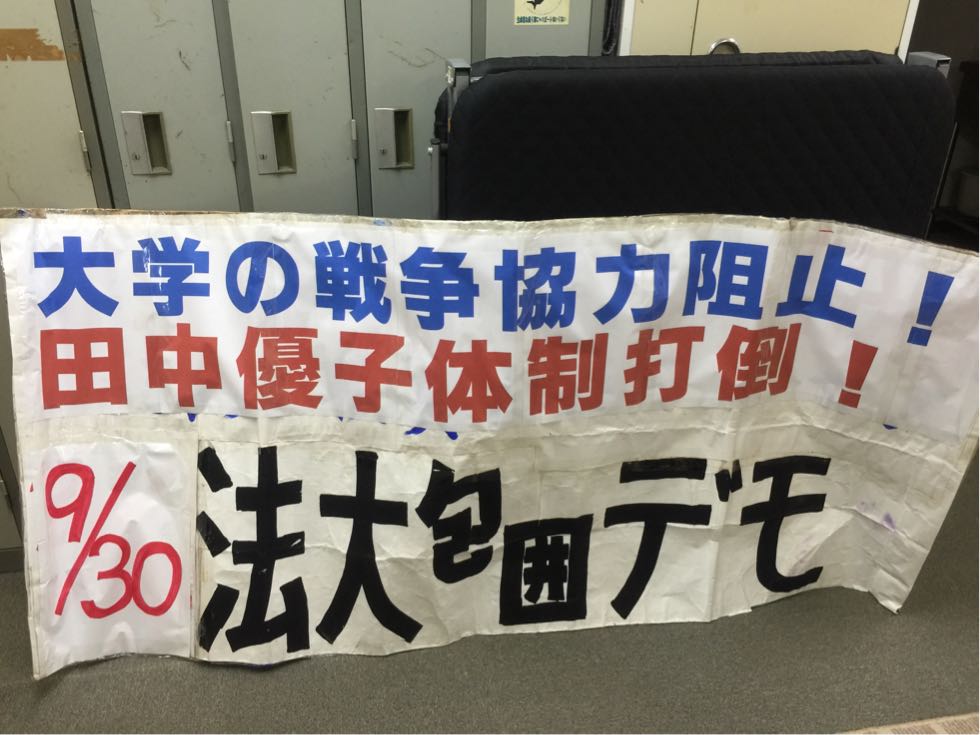 大学の戦争協力阻止！
田中優子体制打倒！
9/30
法大包囲デモ